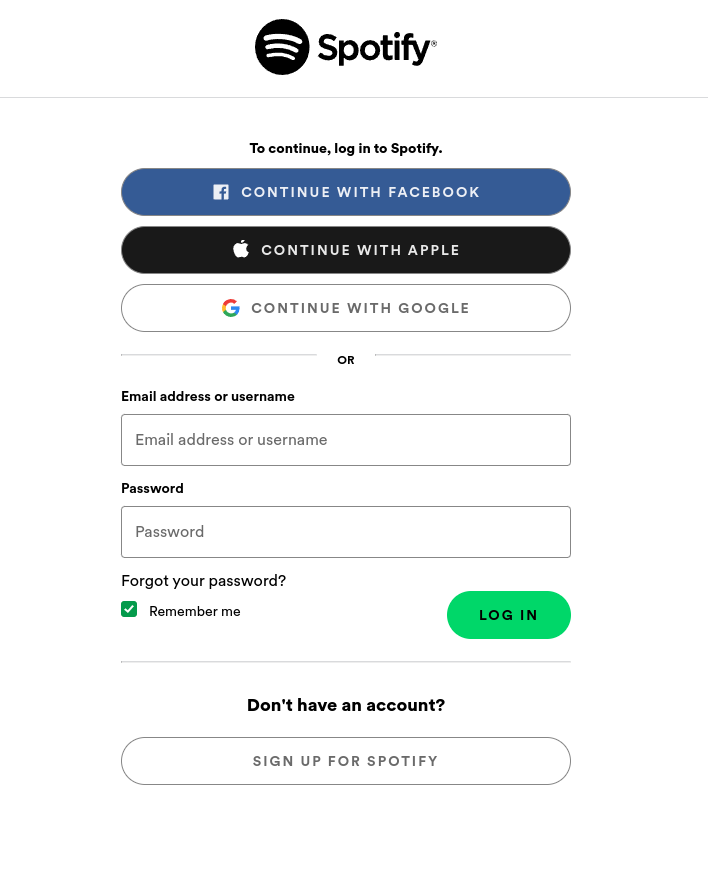 Spotify®
To continue, log in to Spotify.
CONTINUE WITH FACEBOOK
CONTINUE WITH APPLE
CONTINUE WITH GOOGLE
OR
Email address or username
Email address or username
Password
Password
Forgot your password?
Remember me
LOG IN
Don't have an account?
SIGN UP FOR SPOTIFY